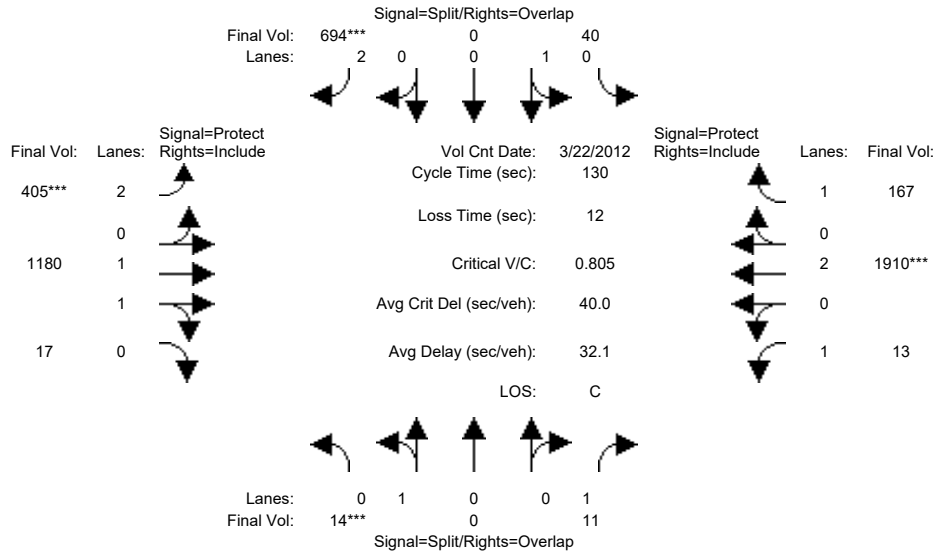 Signal=Split/Rights=Overlap
Final Vol: 694*** 0 40
Lanes: 2 0 0 1 0
Signal=Protect
Final Vol: Lanes: Rights=Include
Vol Cnt Date: 3/22/2012
Signal=Protect
Rights=Include Lanes: Final Vol:
Cycle Time (sec): 130
405*** 2
1 167
Loss Time (sec): 12
0
0
1180 1
Critical V/C: 0.805
2 1910***
1
Avg Crit Del (sec/veh): 40.0
0
17 0
Avg Delay (sec/veh): 32.1
1 13
LOS: C
Lanes: 0 1 0 0 1
Final Vol: 14*** 0 11
Signal=Split/Rights=Overlap